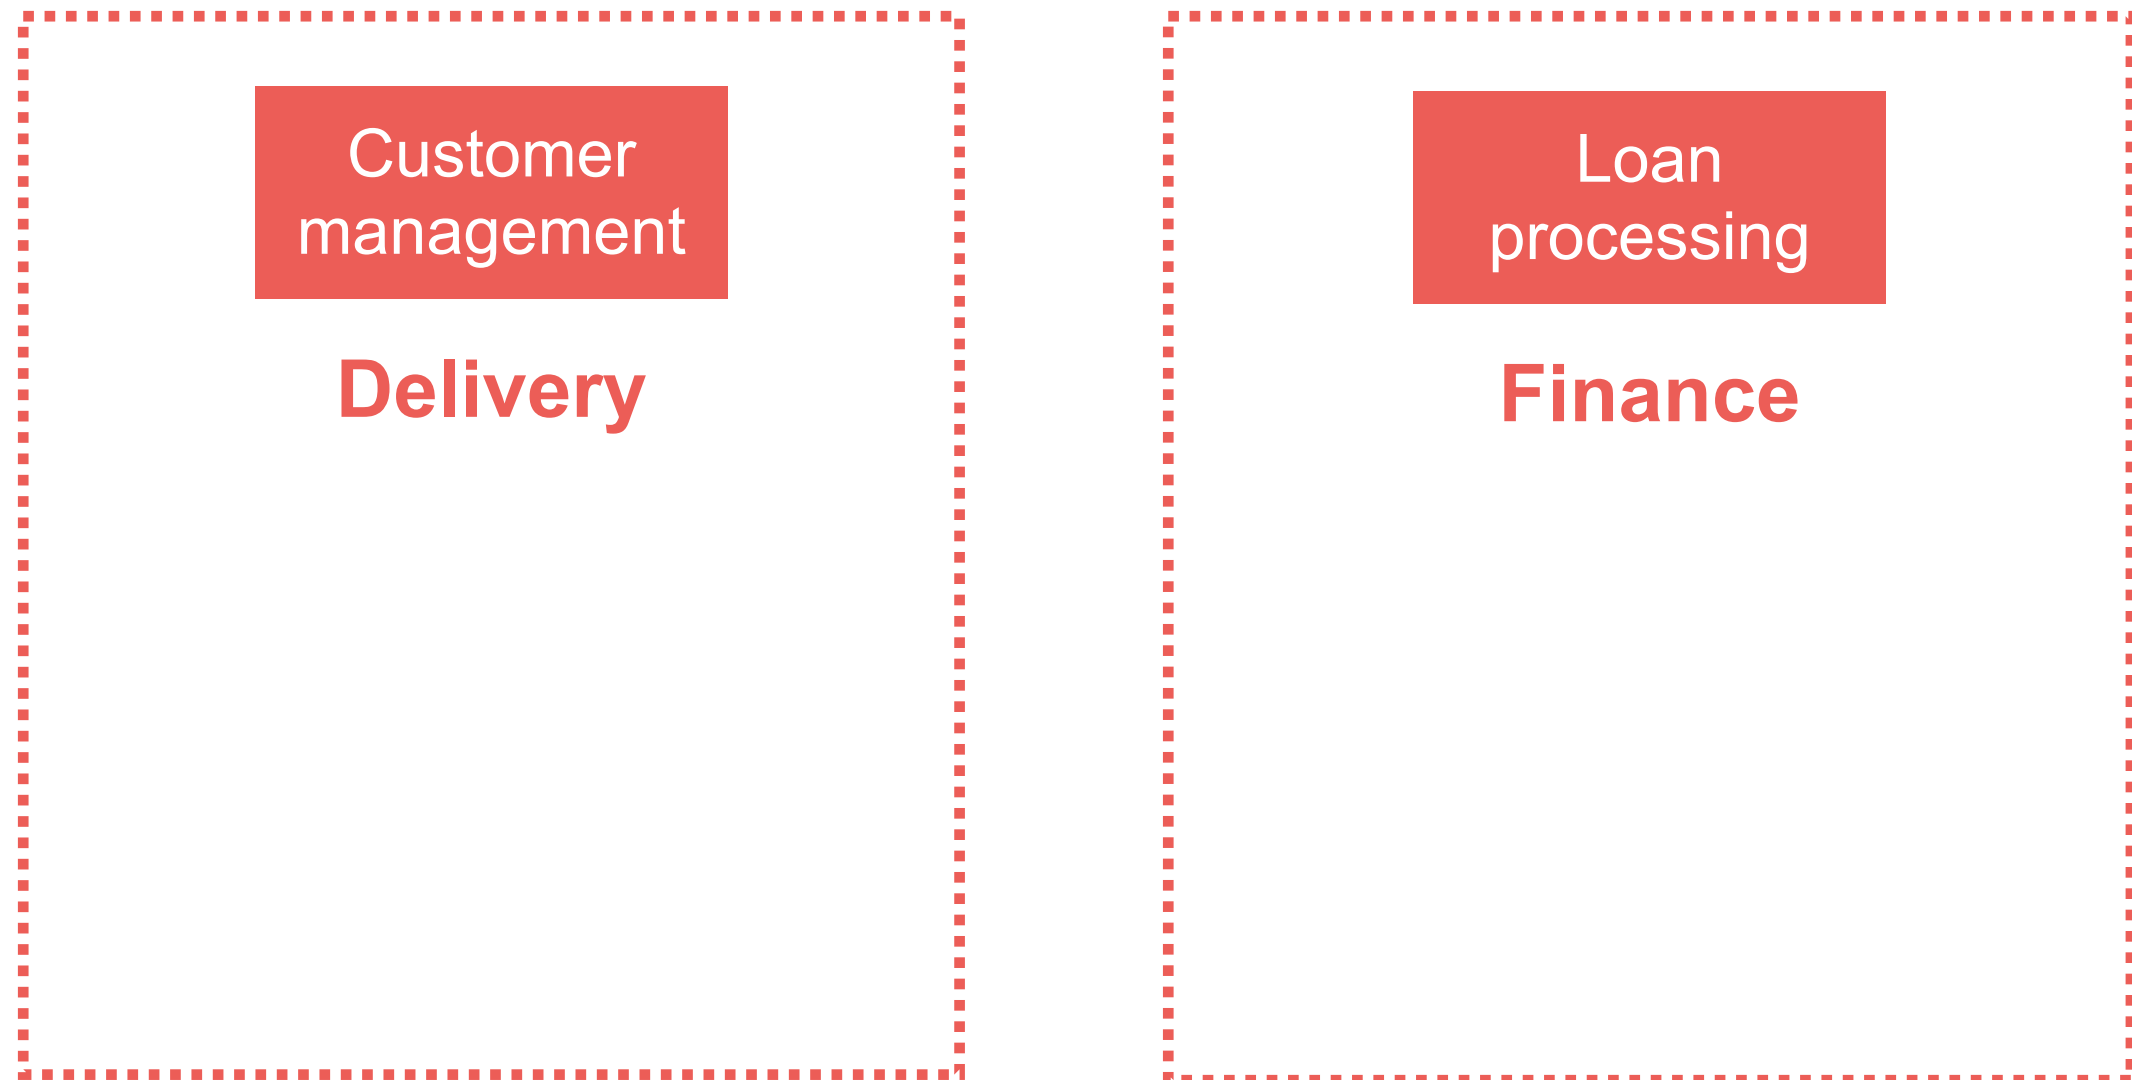 Customer
management
Delivery
Loan
processing
Finance